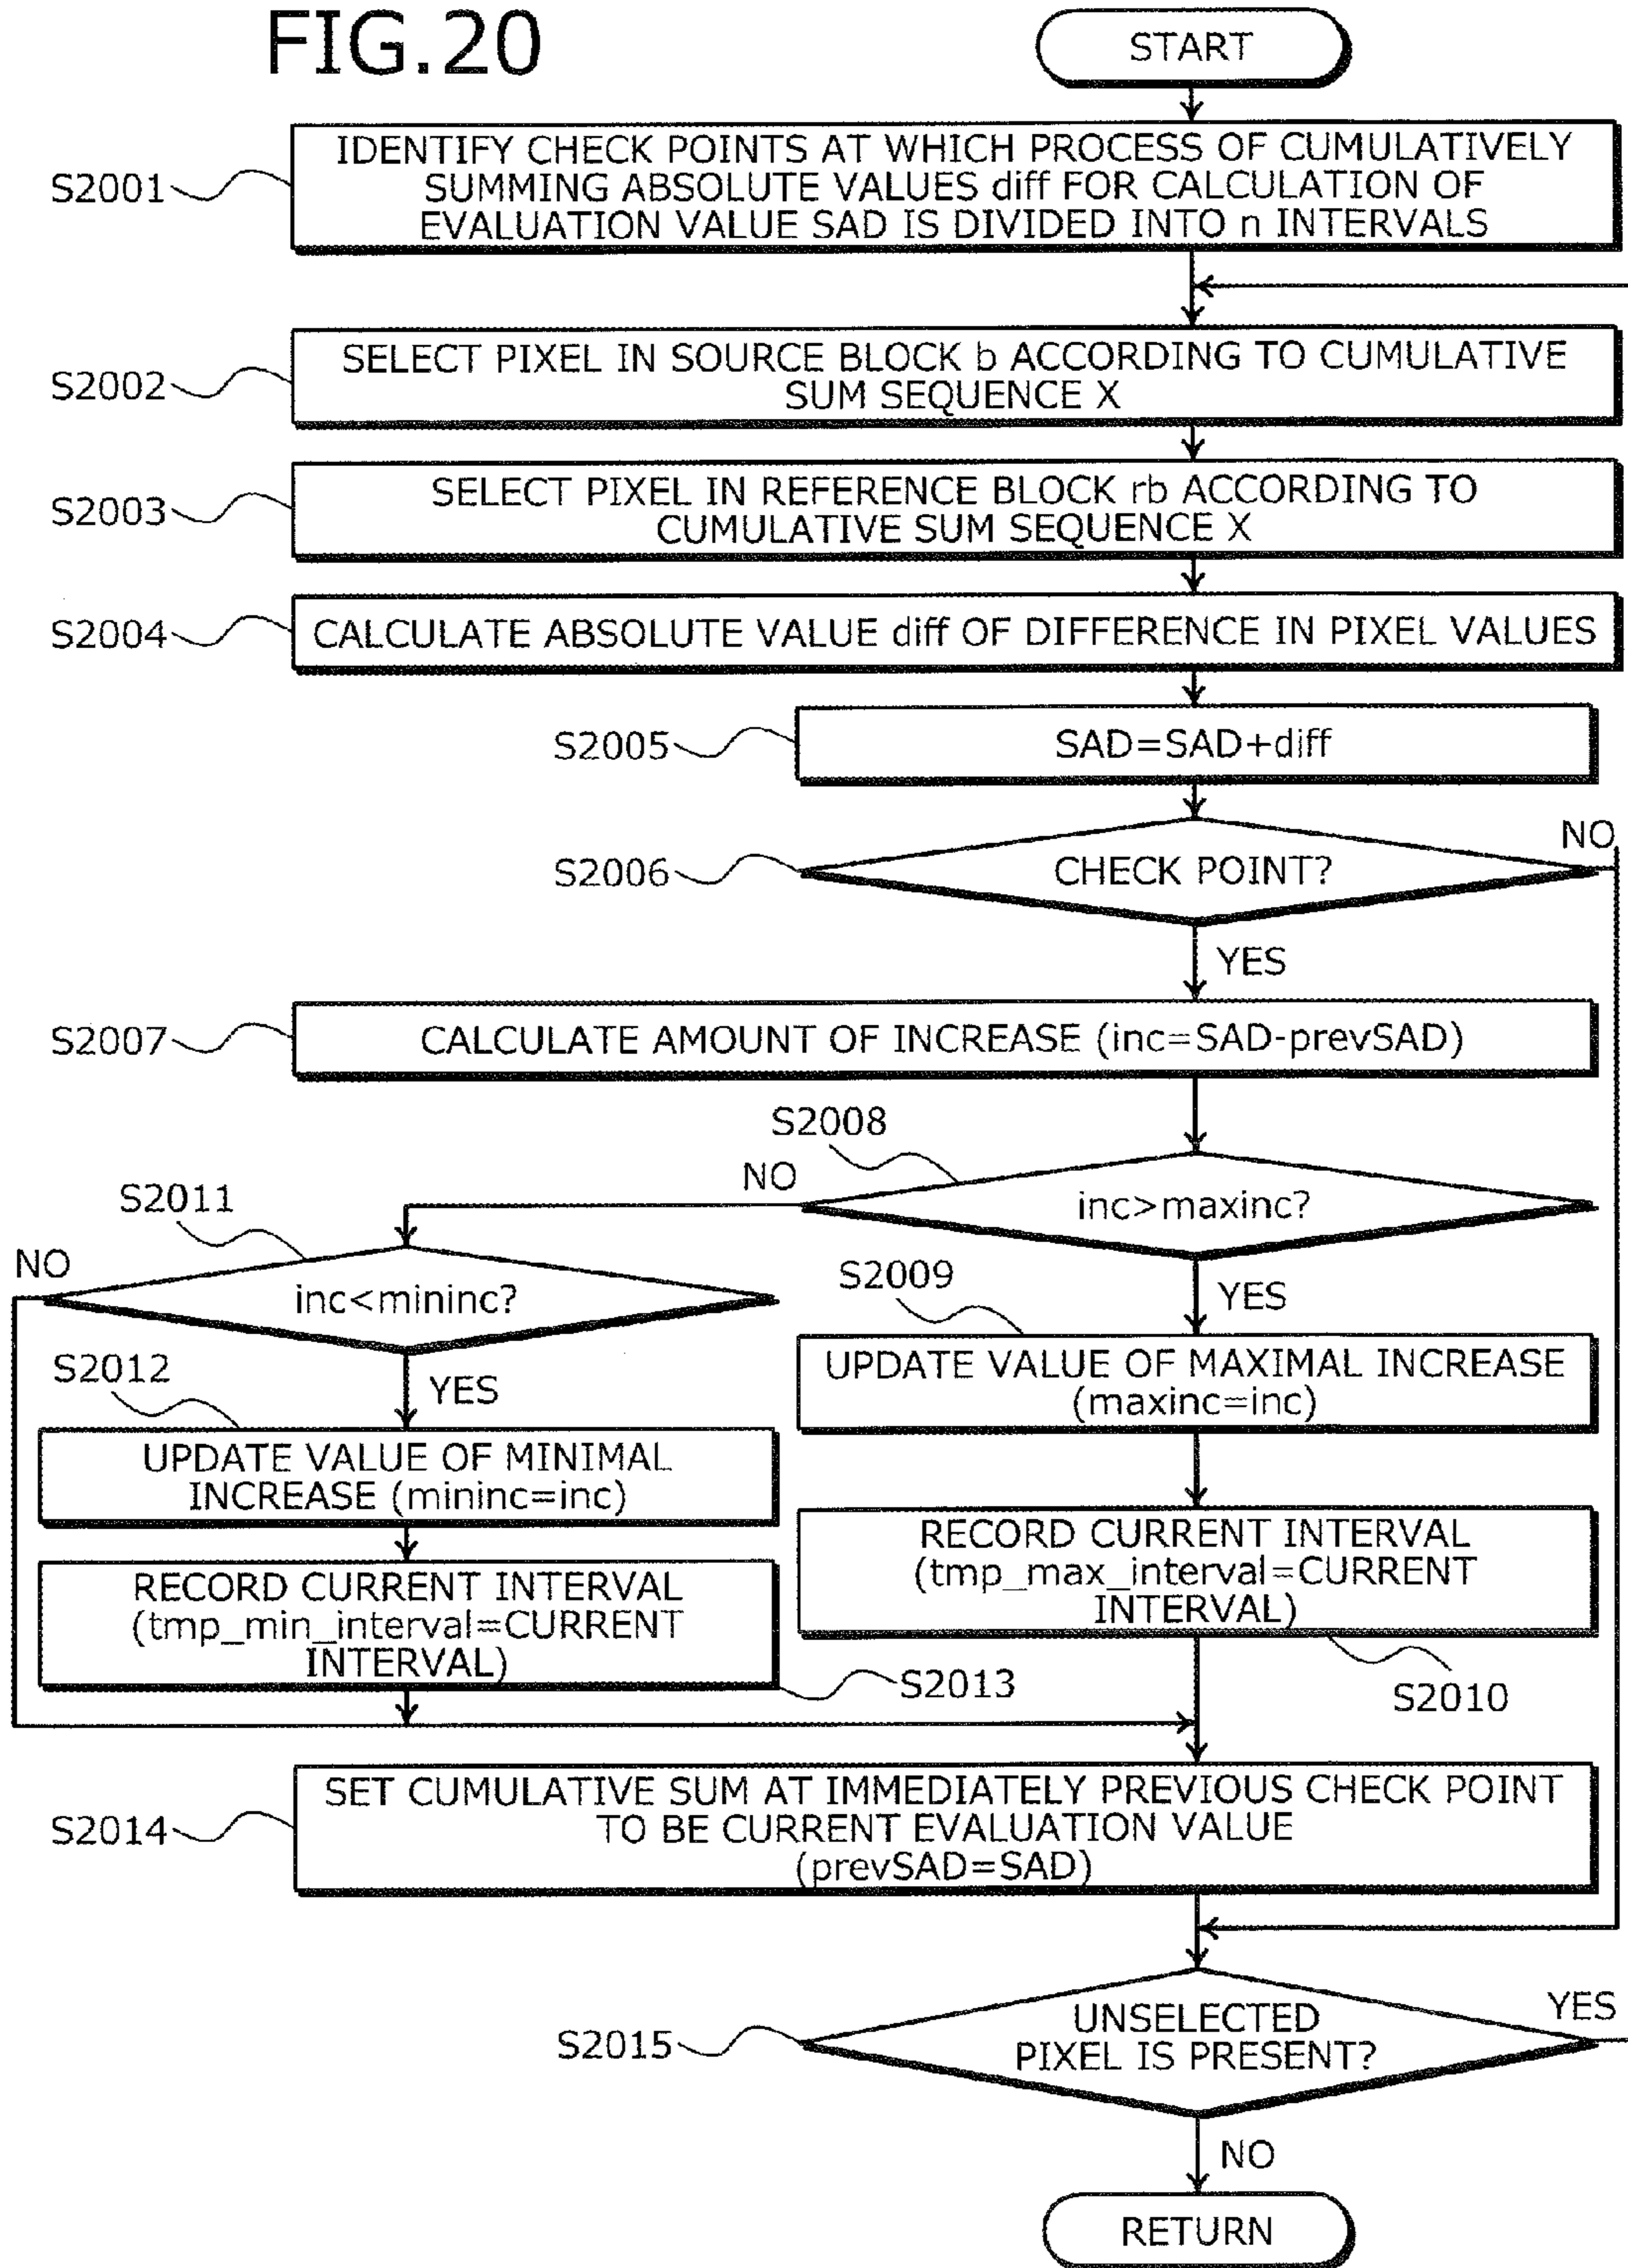 FIG.20
START
S2001
IDENTIFY CHECK POINTS AT WHICH PROCESS OF CUMULATIVELY
SUMMING ABSOLUTE VALUES diff FOR CALCULATION OF
EVALUATION VALUE SAD IS DIVIDED INTO n INTERVALS
S2002
SELECT PIXEL IN SOURCE BLOCK b ACCORDING TO CUMULATIVE
SUM SEQUENCE X
S2003
SELECT PIXEL IN REFERENCE BLOCK rb ACCORDING TO
CUMULATIVE SUM SEQUENCE X
S2004
CALCULATE ABSOLUTE VALUE diff OF DIFFERENCE IN PIXEL VALUES
S2005
SAD=SAD+diff
S2006
CHECK POINT?
NO
YES
S2007
CALCULATE AMOUNT OF INCREASE (inc=SAD-prevSAD)
S2008
inc>maxinc?
NO
YES
S2011
inc<mininc?
NO
YES
S2009
UPDATE VALUE OF MAXIMAL INCREASE
(maxinc=inc)
S2012
UPDATE VALUE OF MINIMAL
INCREASE (mininc=inc)
RECORD CURRENT INTERVAL
(tmp_max_interval=CURRENT
INTERVAL)
S2010
RECORD CURRENT INTERVAL
(tmp_min_interval=CURRENT
INTERVAL)
S2013
S2014
SET CUMULATIVE SUM AT IMMEDIATELY PREVIOUS CHECK POINT
TO BE CURRENT EVALUATION VALUE
(prevSAD=SAD)
S2015
UNSELECTED
PIXEL IS PRESENT?
YES
NO
RETURN